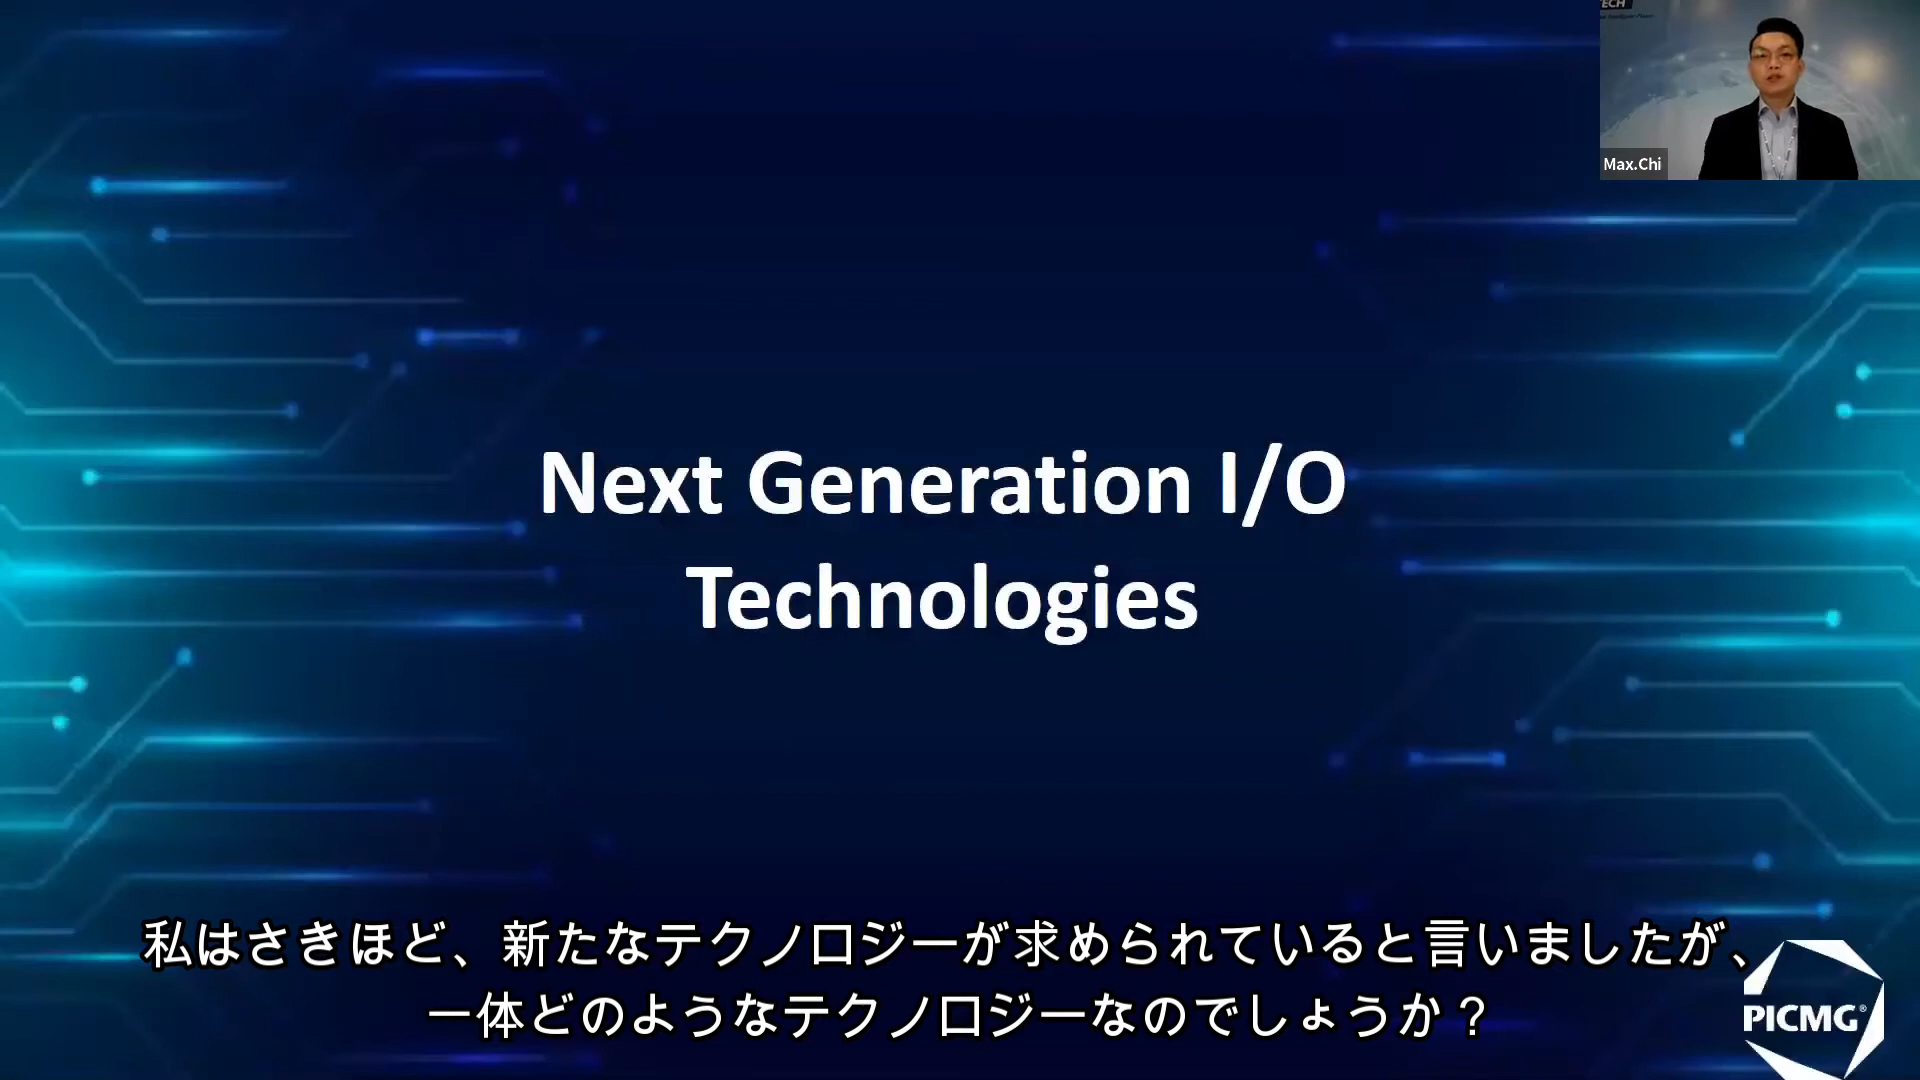 ECH
Max.Chi
Next Generation I/O
Technologies
私はさきほど、新たなテクノロジーが求められていると言いましたが、
一体どのようなテクノロジーなのでしょうか？
PICMG®